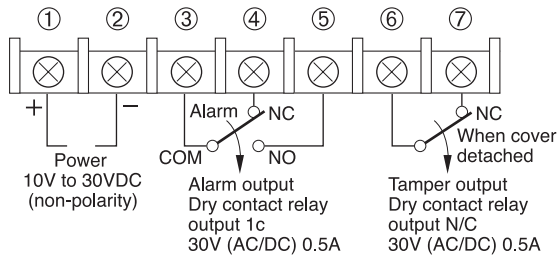 ① ② ③ ④ ⑤ ⑥ ⑦
+ −
Alarm NC
COM NO
Power
10V to 30VDC
(non-polarity)
Alarm output
Dry contact relay
output 1c
30V (AC/DC) 0.5A
NC
When cover
detached
Tamper output
Dry contact relay
output N/C
30V (AC/DC) 0.5A